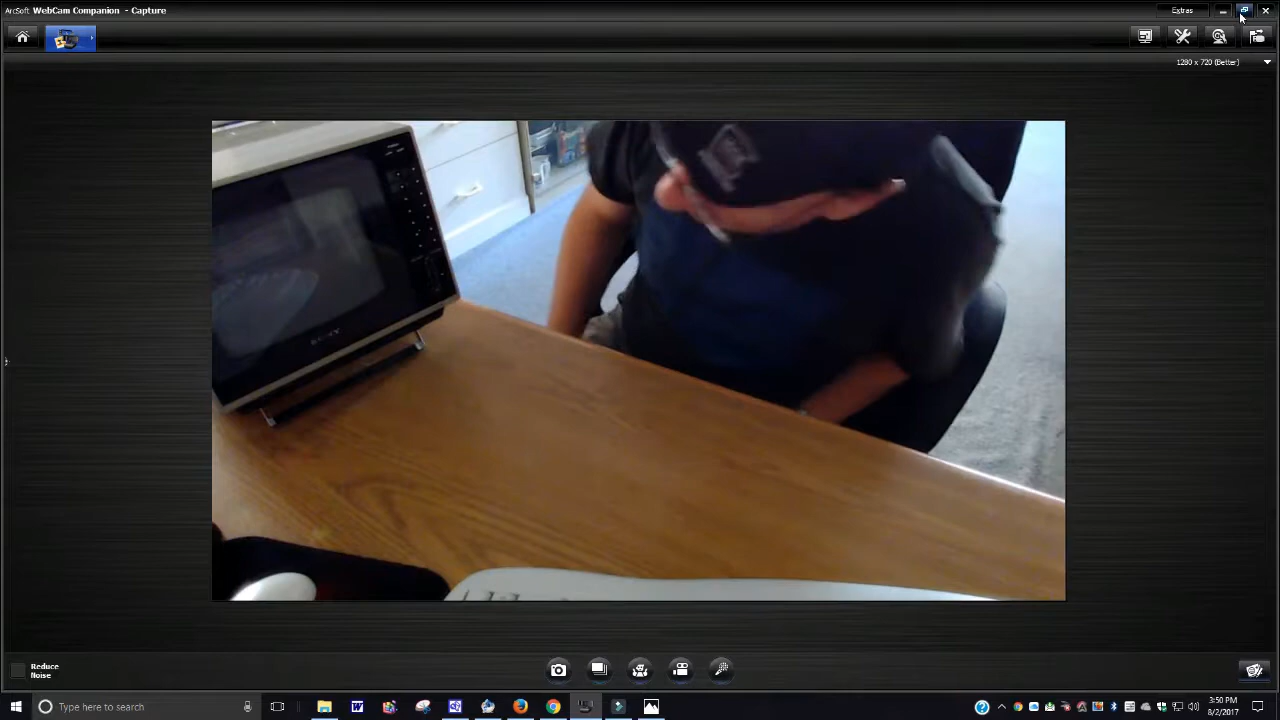 ArcSoft WebCam Companion - Capture
Extras
1280 x 720 (Better)
SONY
Reduce
Noise
Type here to search
3:50 PM
8/2/2017